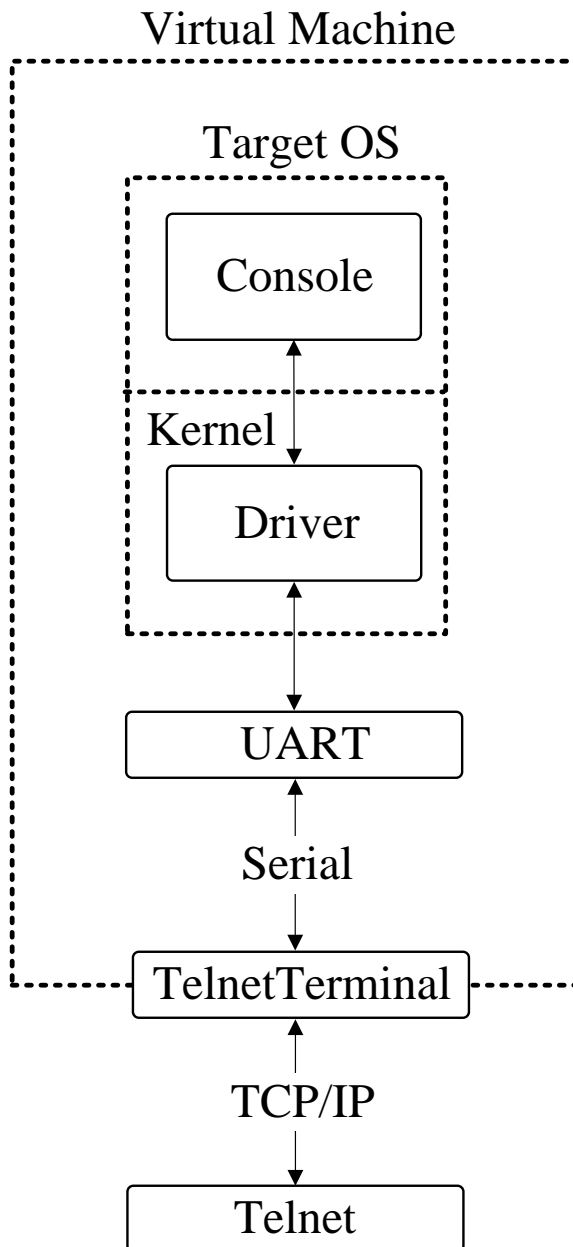 Virtual Machine
Target OS
Console
Kernel
Driver
UART
Serial
TelnetTerminal
TCP/IP
Telnet